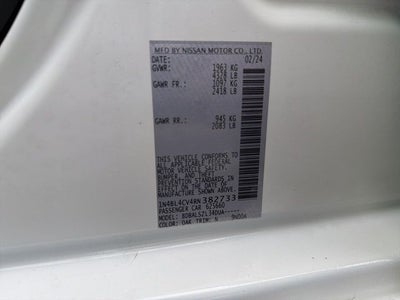 MFD BY NISSAN MOTOR CO., LTD.
DATE: 02/24
GVWR: 1963 KG
4328 LB
GAWR FR.: 1097 KG
2418 LB
GAWR RR.: 945 KG
2083 LB
THIS VEHICLE CONFORMS TO
ALL APPLICABLE FEDERAL
MOTOR VEHICLE SAFETY,
BUMPER, AND THEFT
PREVENTION STANDARDS
IN EFFECT ON THE DATE OF
MANUFACTURE SHOWN ABOVE.
1N4BL4CV4RN382733
PASSENGER CAR
MODEL:
COLOR: QAK TRIM: N